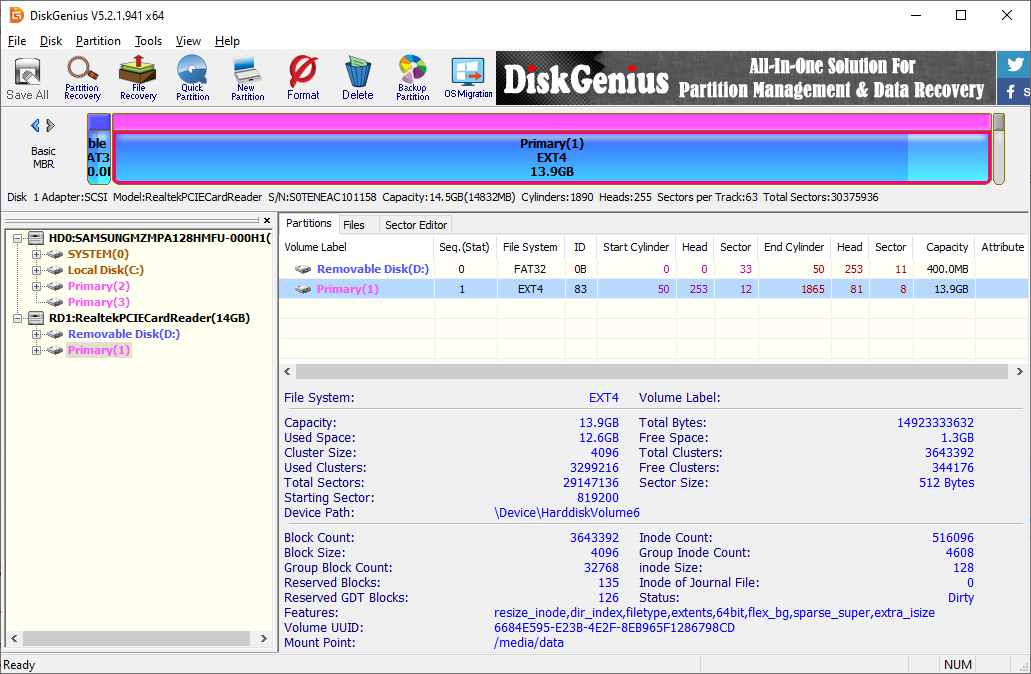 DiskGenius V5.2.1.941 x64
File Disk Partition Tools View Help
Save All
Partition Recovery
File Recovery
Quick Partition
New Partition
Format
Delete
Backup Partition
OS Migration
DiskGenius
All-In-One Solution For
Partition Management & Data Recovery
Basic
MBR
ble
AT3
0.0
Primary(1)
EXT4
13.9GB
Disk 1 Adapter:SCSI Model:RealtekPCIECardReader S/N:S0TENEAC101158 Capacity:14.5GB(14832MB) Cylinders:1890 Heads:255 Sectors per Track:63 Total Sectors:30375936
HD0:SAMSUNGMZMPA128HMFU-000H1(
SYSTEM(0)
Local Disk(C:)
Primary(2)
Primary(3)
RD1:RealtekPCIECardReader(14GB)
Removable Disk(D:)
Primary(1)
Partitions Files Sector Editor
Volume Label Seq.(Stat) File System ID Start Cylinder Head Sector End Cylinder Head Sector Capacity Attribute
Removable Disk(D:) 0 FAT32 0B 0 0 33 50 253 11 400.0MB
Primary(1) 1 EXT4 83 50 253 12 1865 81 8 13.9GB
File System: EXT4 Volume Label:
Capacity: 13.9GB Total Bytes: 14923333632
Used Space: 12.6GB Free Space: 1.3GB
Cluster Size: 4096 Total Clusters: 3643392
Used Clusters: 3299216 Free Clusters: 344176
Total Sectors: 29147136 Sector Size: 512 Bytes
Starting Sector: 819200
Device Path: \Device\HarddiskVolume6
Block Count: 3643392 Inode Count: 516096
Block Size: 4096 Group Inode Count: 4608
Group Block Count: 32768 inode Size: 128
Reserved Blocks: 135 Inode of Journal File: 0
Reserved GDT Blocks: 126 Status: Dirty
Features: resize_inode,dir_index,filetype,extents,64bit,flex_bg,sparse_super,extra_isize
Volume UUID: 6684E595-E23B-4E2F-8EB965F1286798CD
Mount Point: /media/data
Ready NUM